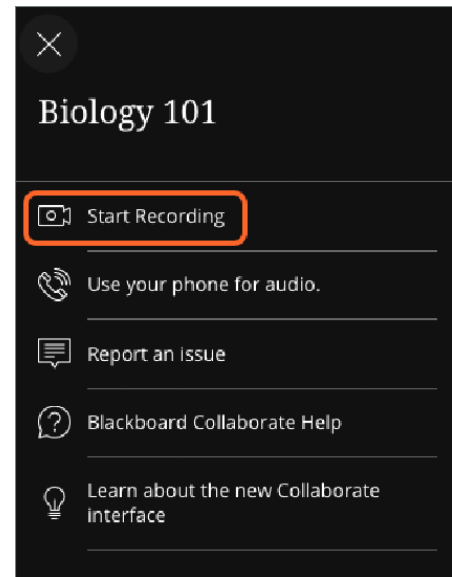 Biology 101
Start Recording
Use your phone for audio.
Report an issue
Blackboard Collaborate Help
Learn about the new Collaborate
interface